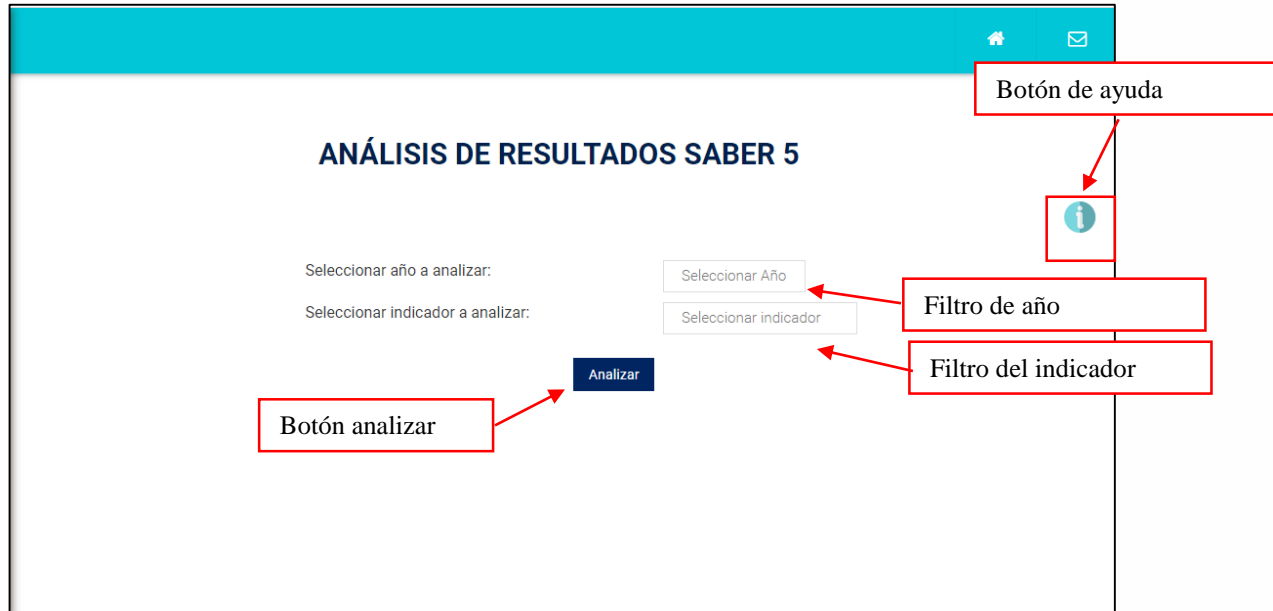 Botón de ayuda
ANÁLISIS DE RESULTADOS SABER 5
Seleccionar año a analizar:
Seleccionar Año
Filtro de año
Seleccionar indicador a analizar:
Seleccionar indicador
Filtro del indicador
Analizar
Botón analizar